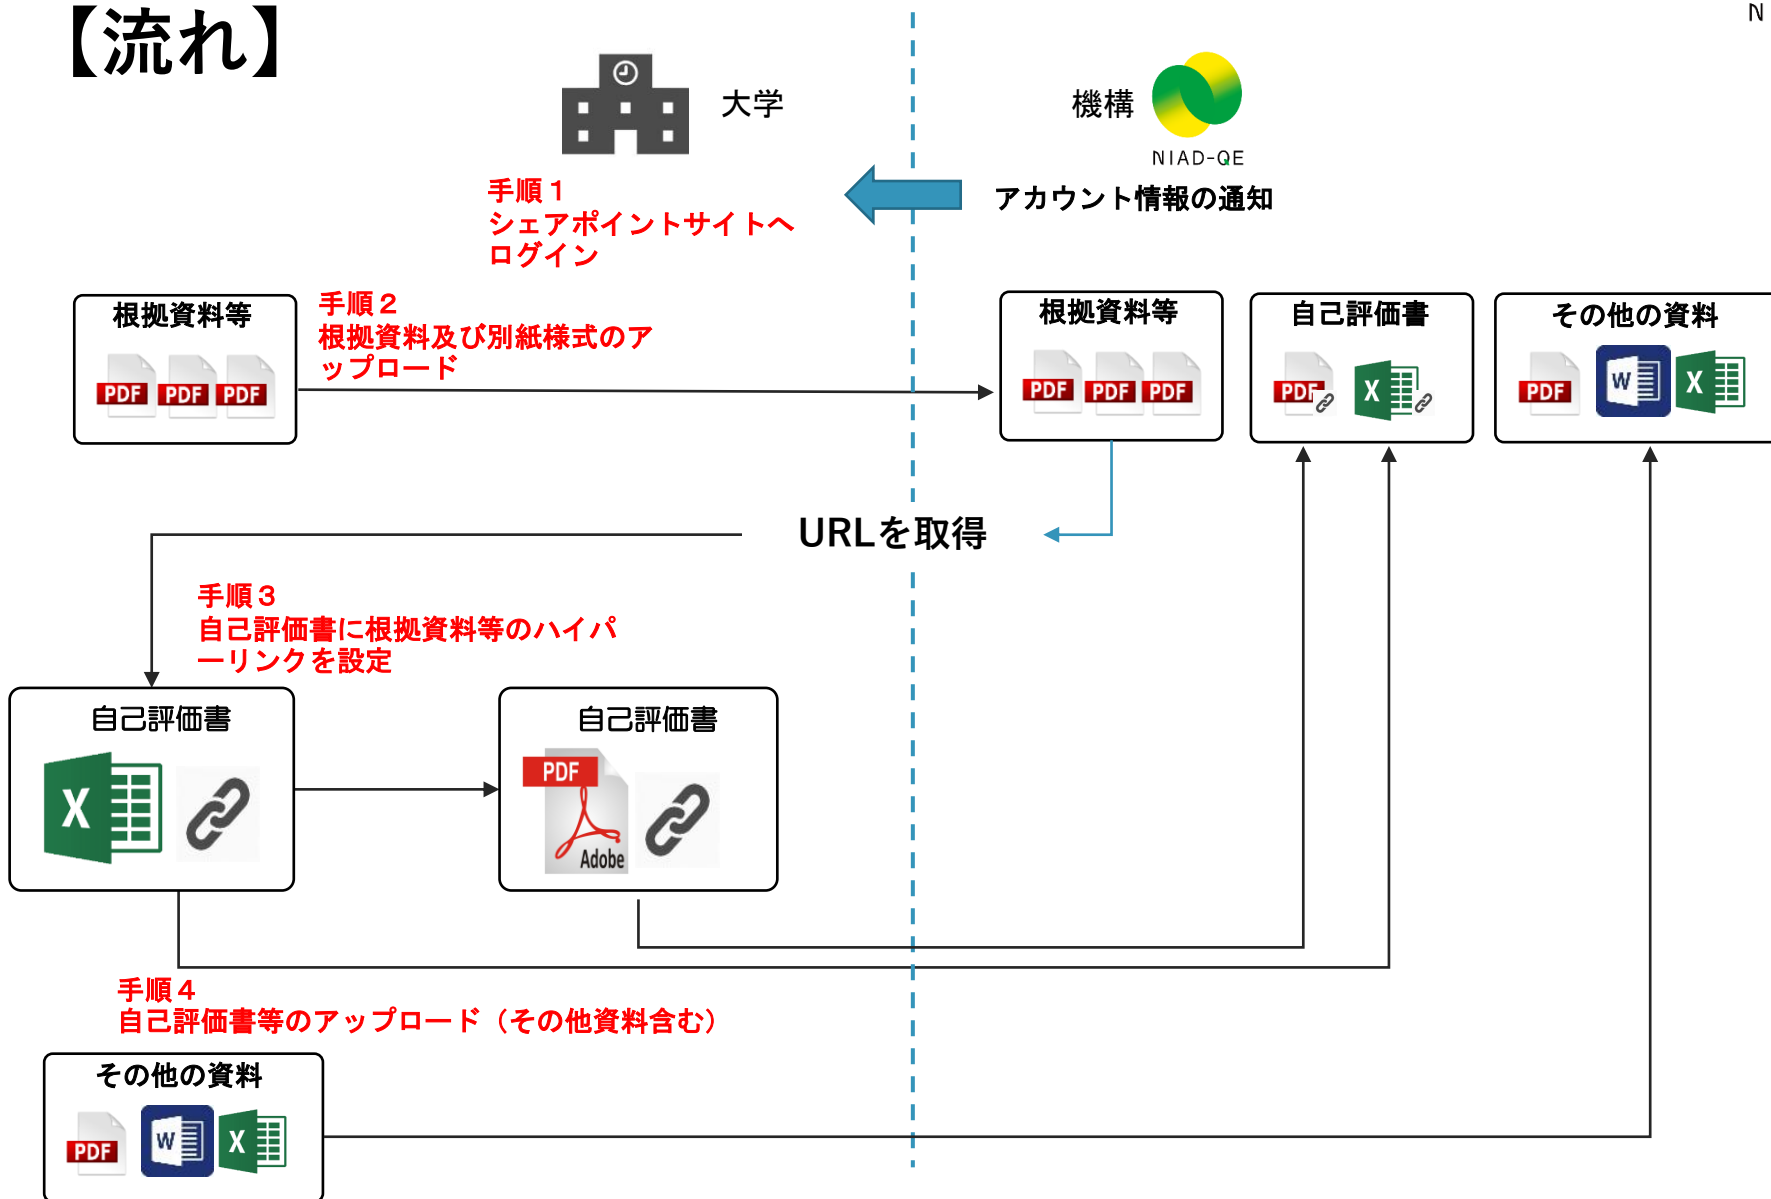 【流れ】
N
大学
機構
NIAD-QE
アカウント情報の通知
手順１
シェアポイントサイトへ
ログイン
根拠資料等
PDF PDF PDF
手順２
根拠資料及び別紙様式のア
ップロード
根拠資料等
PDF PDF PDF
自己評価書
PDF X
その他の資料
PDF W X
URLを取得
手順３
自己評価書に根拠資料等のハイパ
ーリンクを設定
自己評価書
X
自己評価書
PDF
Adobe
手順４
自己評価書等のアップロード（その他資料含む）
その他の資料
PDF W X